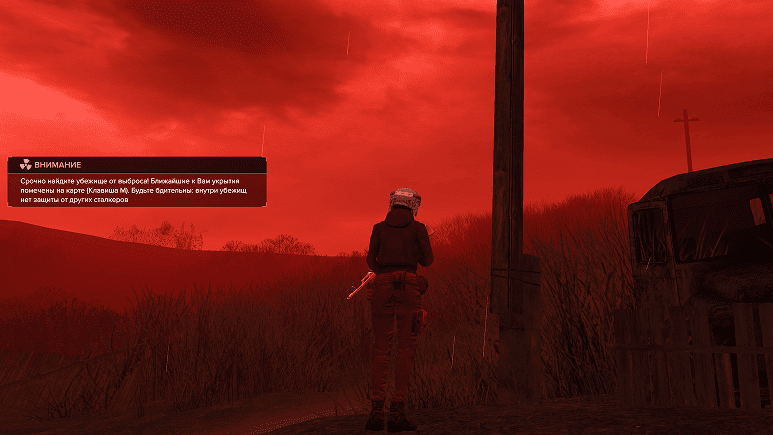 ВНИМАНИЕ
Срочно найдите убежище от выброса! Ближайшие к Вам укрытия
помечены на карте (Клавиша М). Будьте бдительны: внутри убежищ
нет защиты от других сталкеров